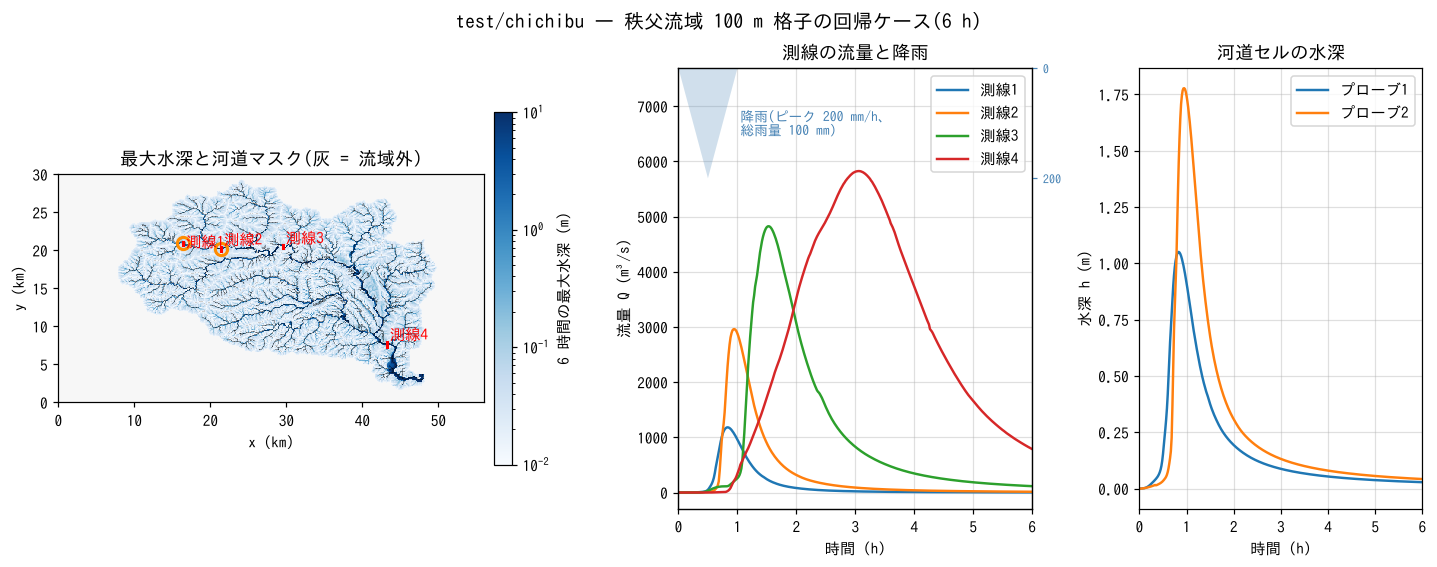 test/chichibu — 秩父流域 100 m 格子の回帰ケース(6 h)
最大水深と河道マスク(灰 = 流域外)
30
25
20
15
10
5
0
y (km)
0
10
20
30
40
50
x (km)
測線1
測線2
測線3
測線4
10¹
10⁰
10⁻¹
10⁻²
6 時間の最大水深 (m)
測線の流量と降雨
7000
6000
5000
4000
3000
2000
1000
0
流量 Q (m³/s)
0
1
2
3
4
5
6
時間 (h)
0
200
降雨(ピーク 200 mm/h、
総雨量 100 mm)
測線1
測線2
測線3
測線4
河道セルの水深
1.75
1.50
1.25
1.00
0.75
0.50
0.25
0.00
水深 h (m)
0
1
2
3
4
5
6
時間 (h)
プローブ1
プローブ2